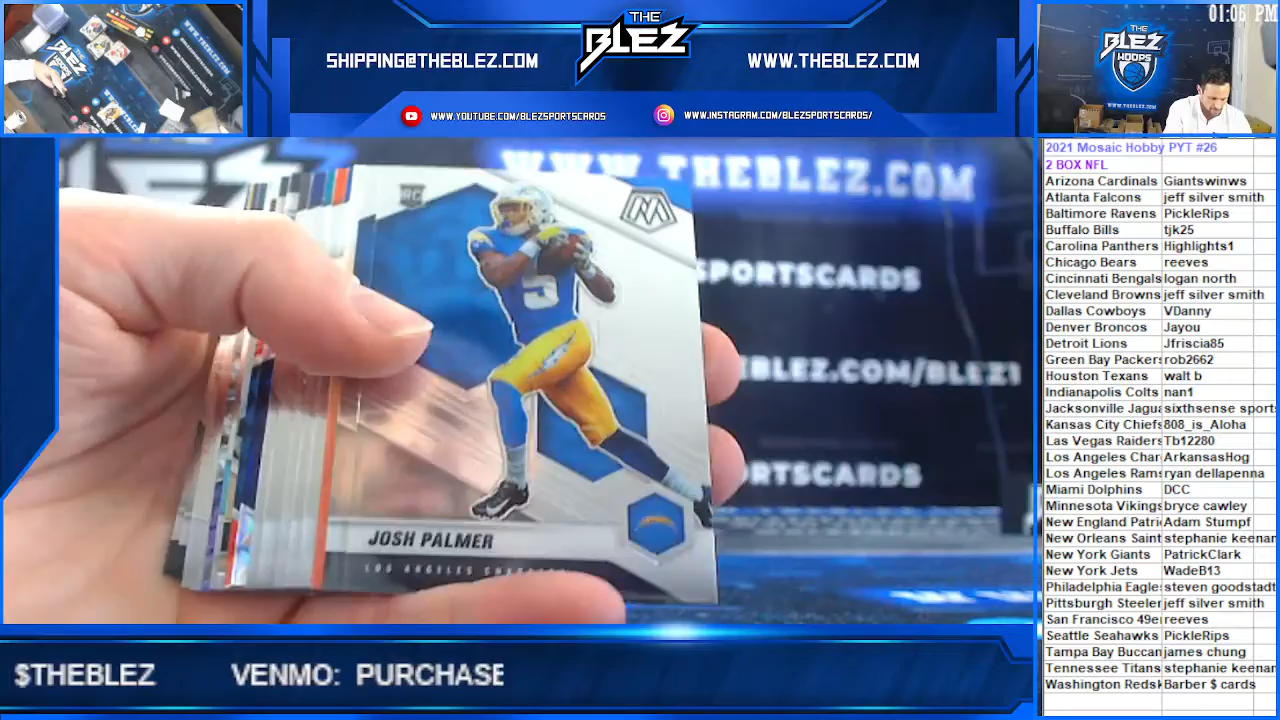 SHIPPING@THEBLEZ.COM
THE
BLEZ
WWW.THEBLEZ.COM
WWW.YOUTUBE.COM/BLEZSPORTSCARDS
WWW.INSTAGRAM.COM/BLEZSPORTSCARDS/
01:06 PM
THE
BLEZ
HOOPS
WWW.THEBLEZ.COM
WWW.THEBLEZ.COM
SPORTSCARDS
BLEZ.COM/BLEZ1
ORTSCARDS
RC
5
JOSH PALMER
LOS ANGELES
2021 Mosaic Hobby PYT #26
2 BOX NFL
Arizona Cardinals Giantswinws
Atlanta Falcons jeff silver smith
Baltimore Ravens PickleRips
Buffalo Bills tjk25
Carolina Panthers Highlights1
Chicago Bears reeves
Cincinnati Bengals logan north
Cleveland Browns jeff silver smith
Dallas Cowboys VDanny
Denver Broncos Jayou
Detroit Lions Jfriscia85
Green Bay Packers rob2662
Houston Texans walt b
Indianapolis Colts nan1
Jacksonville Jagua sixthsense sports
Kansas City Chiefs 808_is_Aloha
Las Vegas Raiders Tb12280
Los Angeles Char ArkansasHog
Los Angeles Rams ryan dellapenna
Miami Dolphins DCC
Minnesota Vikings bryce cawley
New England Patri Adam Stumpf
New Orleans Saint stephanie keenan
New York Giants PatrickClark
New York Jets WadeB13
Philadelphia Eagle steven goodstadt
Pittsburgh Steeler jeff silver smith
San Francisco 49e reeves
Seattle Seahawks PickleRips
Tampa Bay Buccan james chung
Tennessee Titans stephanie keenan
Washington Redsk Barber $ cards
$THEBLEZ VENMO: PURCHASE